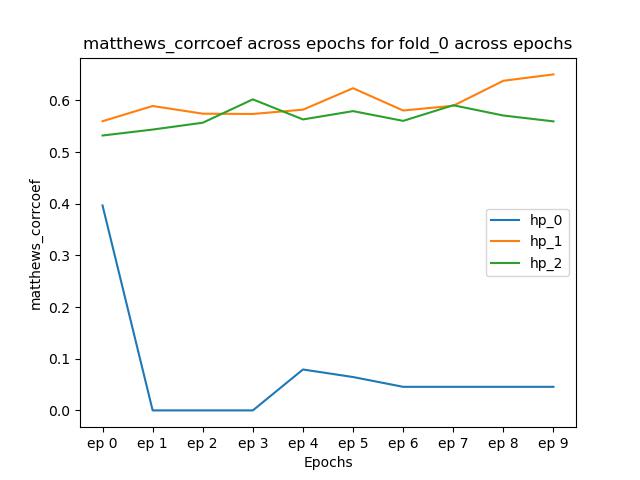 matthews_corrcoef across epochs for fold_0 across epochs
matthews_corrcoef
0.6
0.5
0.4
0.3
0.2
0.1
0.0
hp_0
hp_1
hp_2
ep 0 ep 1 ep 2 ep 3 ep 4 ep 5 ep 6 ep 7 ep 8 ep 9
Epochs